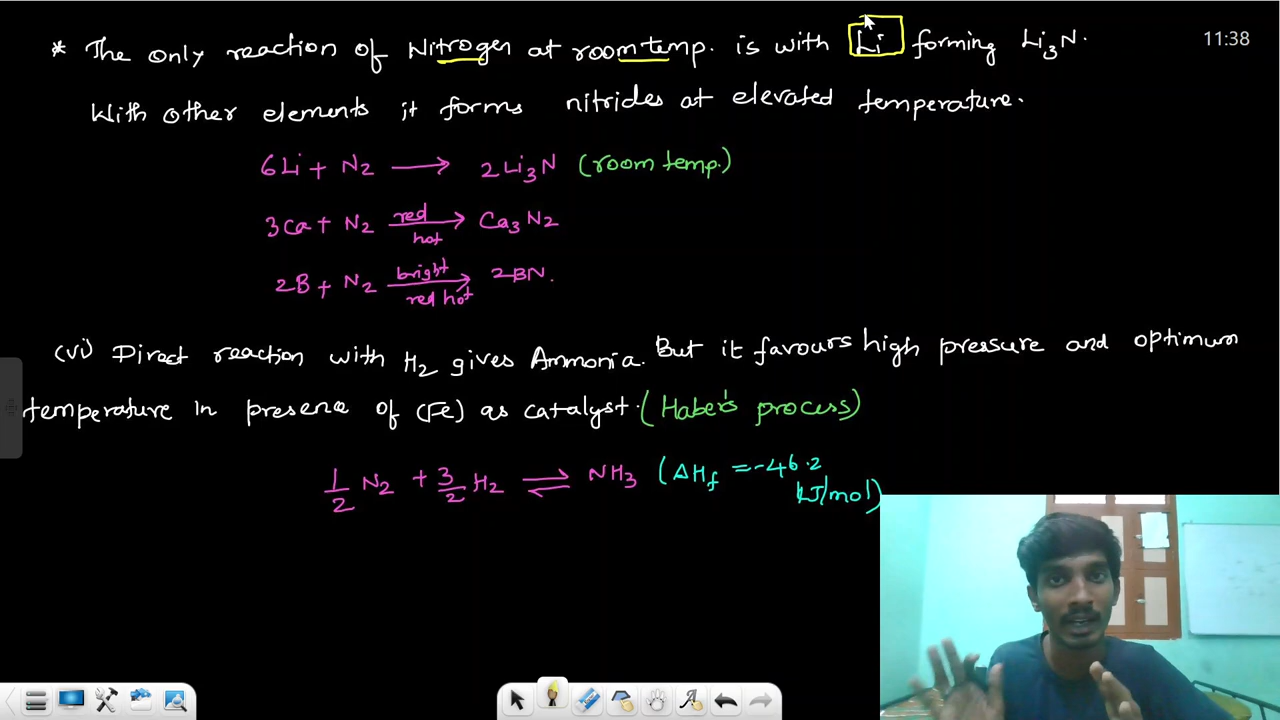 * The only reaction of Nitrogen at room temp. is with Li forming Li3N.
11:38
With other elements it forms nitrides at elevated temperature.
6Li + N2 ⟶ 2Li3N (room temp.)
3Ca + N2 red hot ⟶ Ca3N2
2B + N2 bright red hot ⟶ 2BN.
(vi) Direct reaction with H2 gives Ammonia. But it favours high pressure and optimum
temperature in presence of (Fe) as catalyst. (Haber's process)
1/2 N2 + 3/2 H2 ⇌ NH3 (ΔHf = -46.2
kJ/mol)